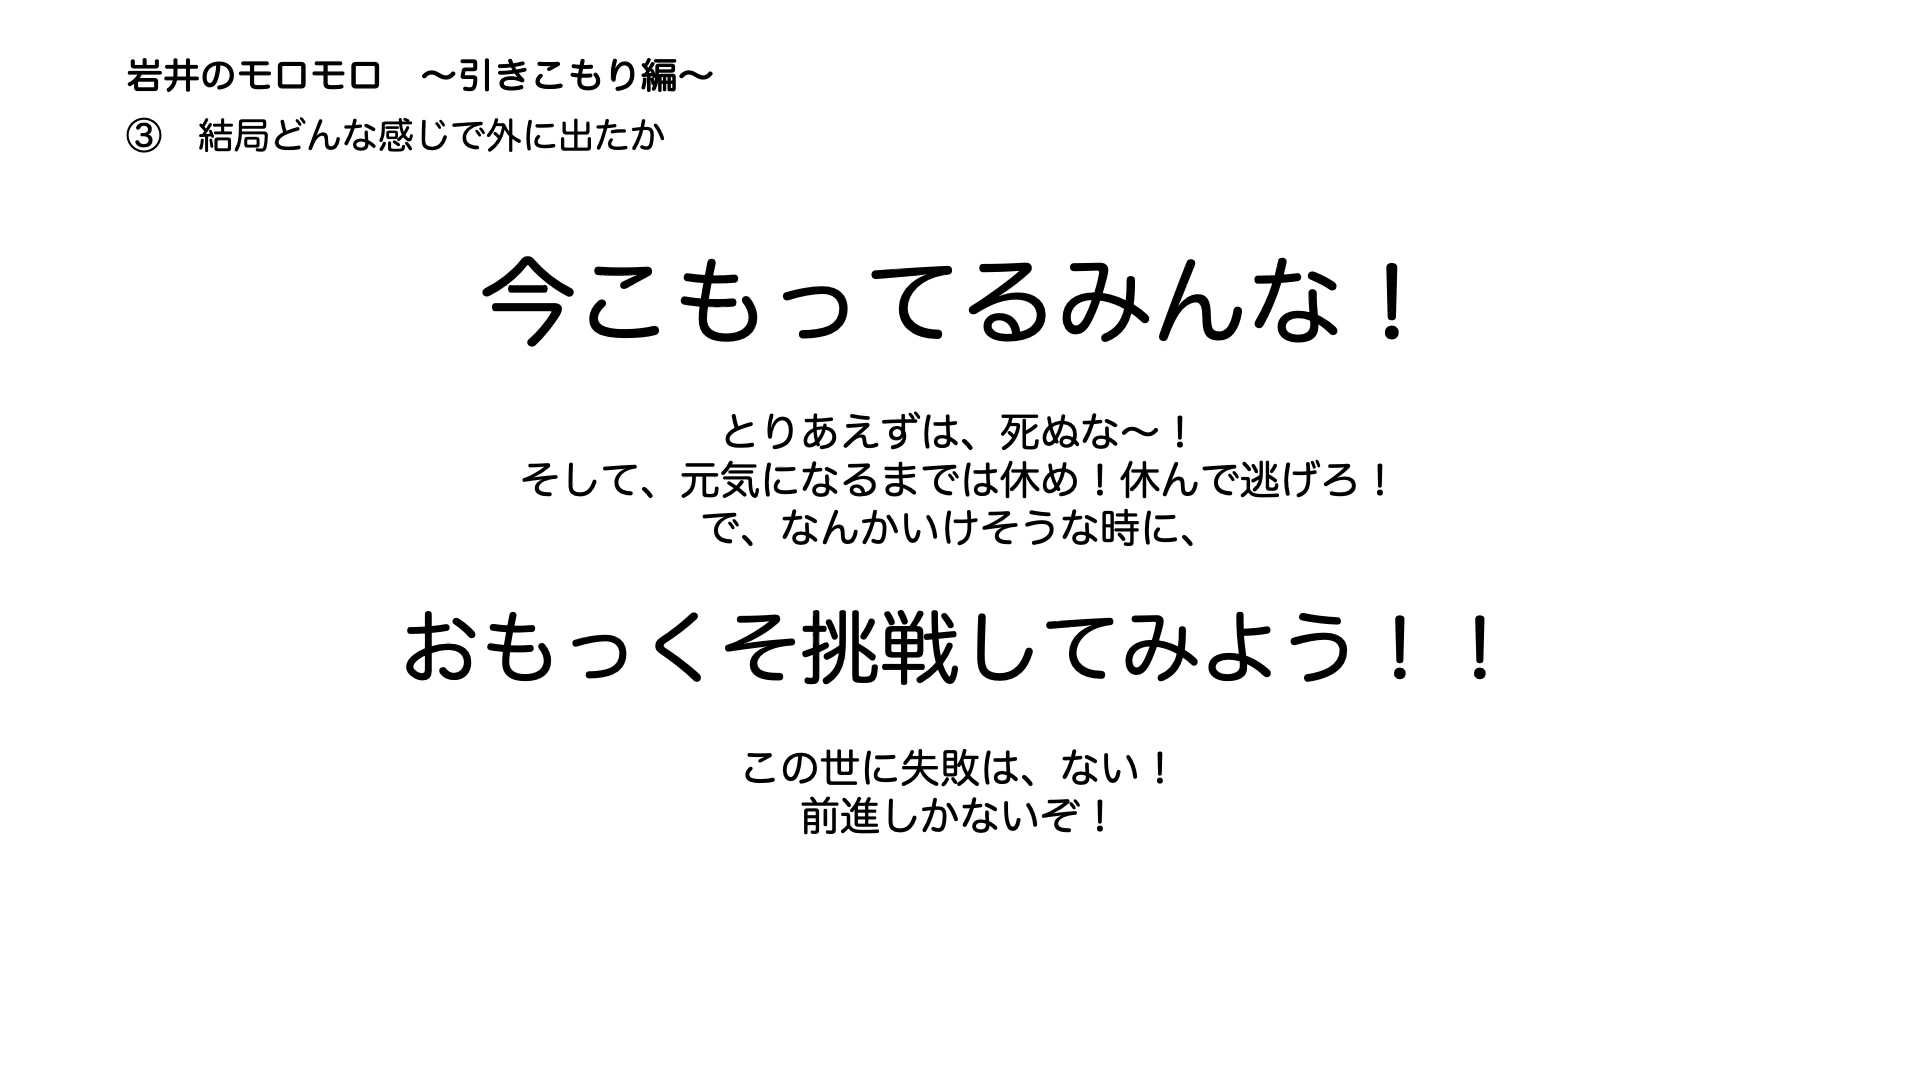 岩井のモロモロ　〜引きこもり編〜
③　結局どんな感じで外に出たか
今こもってるみんな！
とりあえずは、死ぬな〜！
そして、元気になるまでは休め！休んで逃げろ！
で、なんかいけそうな時に、
おもっくそ挑戦してみよう！！
この世に失敗は、ない！
前進しかないぞ！